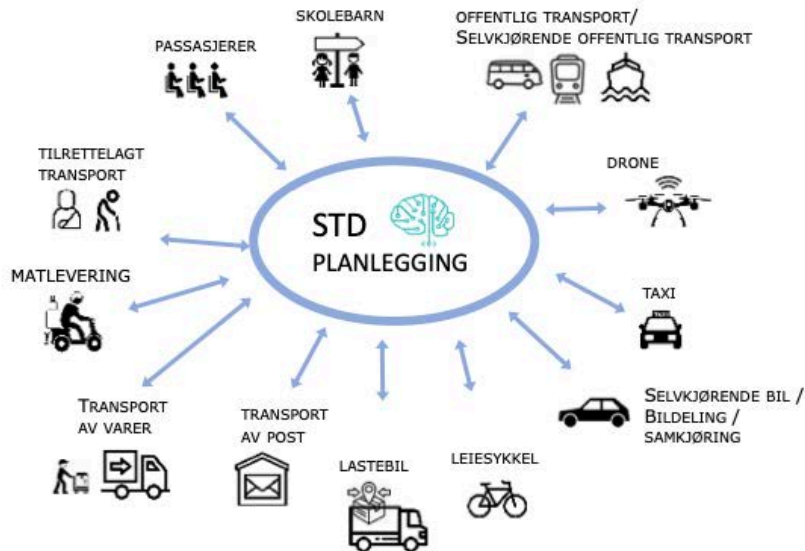 SKOLEBARN
OFFENTLIG TRANSPORT/
SELVKJØRENDE OFFENTLIG TRANSPORT
PASSASJERER
TILRETTELAGT
TRANSPORT
DRONE
STD
PLANLEGGING
MATLEVERING
TAXI
TAXI
TRANSPORT
AV VARER
TRANSPORT
AV POST
LASTEBIL
LEIESYKKEL
SELVKJØRENDE BIL /
BILDELING /
SAMKJØRING